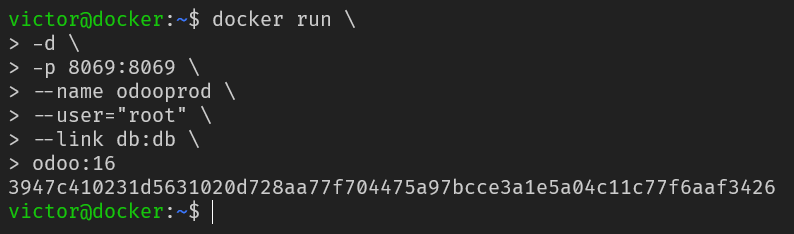 victor@docker:~$ docker run \
> -d \
> -p 8069:8069 \
> --name odooprod \
> --user="root" \
> --link db:db \
> odoo:16
3947c410231d5631020d728aa77f704475a97bcce3a1e5a04c11c77f6aaf3426
victor@docker:~$